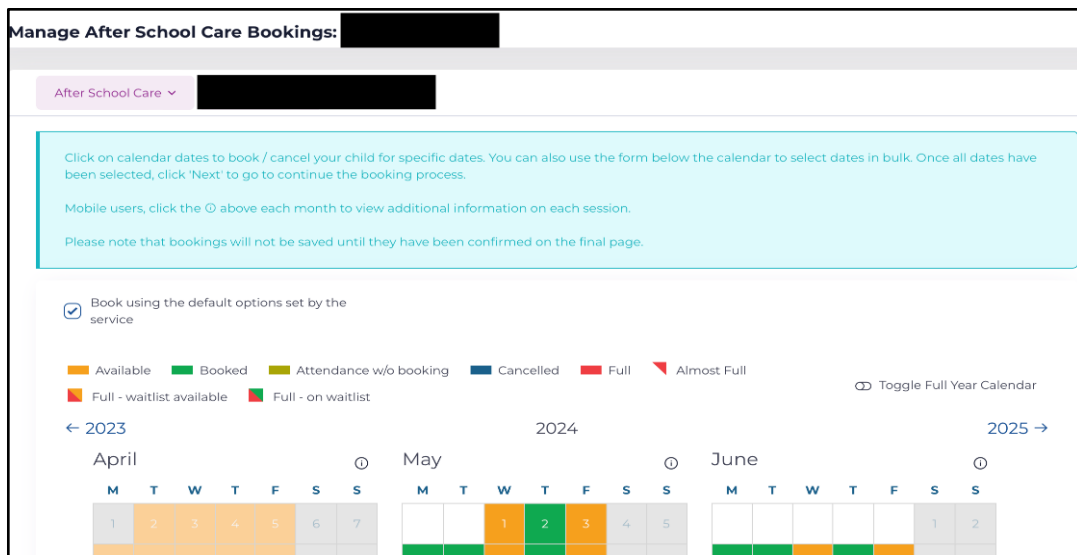 Manage After School Care Bookings:
After School Care
Click on calendar dates to book / cancel your child for specific dates. You can also use the form below the calendar to select dates in bulk. Once all dates have
been selected, click 'Next' to go to continue the booking process.
Mobile users, click the ⓘ above each month to view additional information on each session.
Please note that bookings will not be saved until they have been confirmed on the final page.
Book using the default options set by the
service
Available Booked Attendance w/o booking Cancelled Full Almost Full
Full - waitlist available Full - on waitlist
Toggle Full Year Calendar
← 2023 2024 2025 →
April May June
M T W T F S S M T W T F S S M T W T F S S
1 2 3 4 5 6 7 1 2 3 4 5 1 2